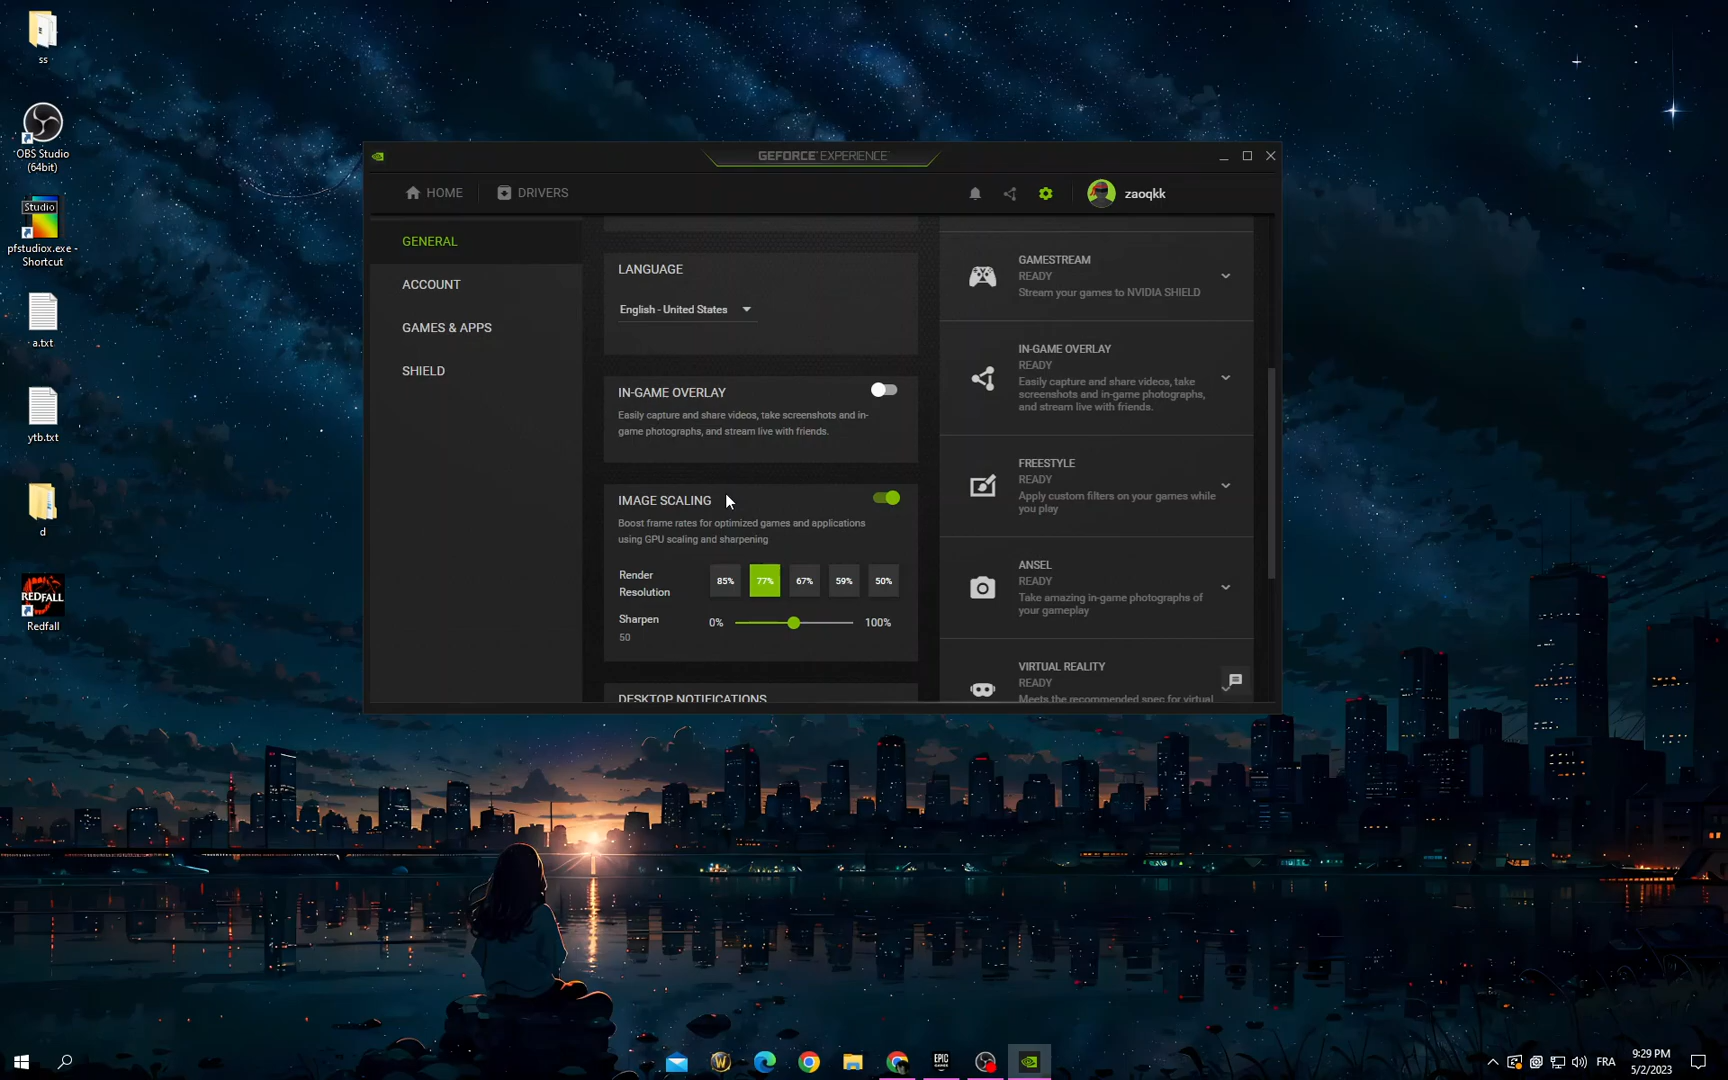 ss
OBS Studio
(64bit)
Studio
pfstudiox.exe -
Shortcut
a.txt
ytb.txt
d
REDFALL
Redfall
GEFORCE EXPERIENCE
HOME
DRIVERS
zaoqkk
GENERAL
ACCOUNT
GAMES & APPS
SHIELD
LANGUAGE
English - United States
IN-GAME OVERLAY
Easily capture and share videos, take screenshots and in-
game photographs, and stream live with friends.
IMAGE SCALING
Boost frame rates for optimized games and applications
using GPU scaling and sharpening
Render
Resolution
85% 77% 67% 59% 50%
Sharpen
50
0% 100%
DESKTOP NOTIFICATIONS
GAMESTREAM
READY
Stream your games to NVIDIA SHIELD
IN-GAME OVERLAY
READY
Easily capture and share videos, take
screenshots and in-game photographs,
and stream live with friends.
FREESTYLE
READY
Apply custom filters on your games while
you play
ANSEL
READY
Take amazing in-game photographs of
your gameplay
VIRTUAL REALITY
READY
Meets the recommended spec for virtual
W
EPIC
GAMES
FRA
9:29 PM
5/2/2023